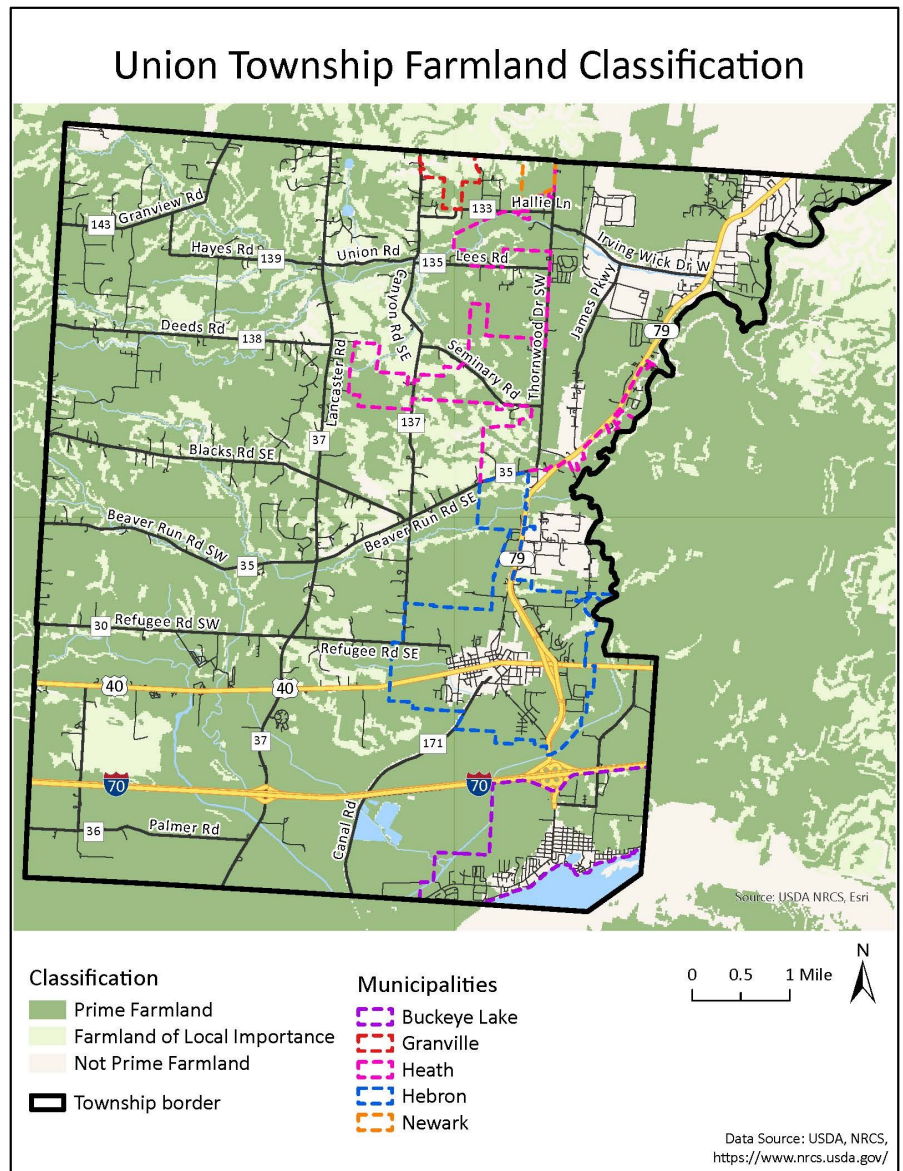 Union Township Farmland Classification
Granview Rd
143
133
Hallie Ln
Hayes Rd
139
Union Rd
135
Lees Rd
Irving Wick Dr W
Canyon Rd SE
Thornwood Dr SW
James Pkwy
79
Deeds Rd
138
Lancaster Rd
Seminary Rd
137
37
Blacks Rd SE
35
Beaver Run Rd SE
Beaver Run Rd SW
35
79
30
Refugee Rd SW
Refugee Rd SE
40
40
37
171
70
70
36
Palmer Rd
Canal Rd
Source: USDA NRCS, Esri
Classification
Prime Farmland
Farmland of Local Importance
Not Prime Farmland
Township border
Municipalities
Buckeye Lake
Granville
Heath
Hebron
Newark
0 0.5 1 Mile
N
Data Source: USDA, NRCS,
https://www.nrcs.usda.gov/